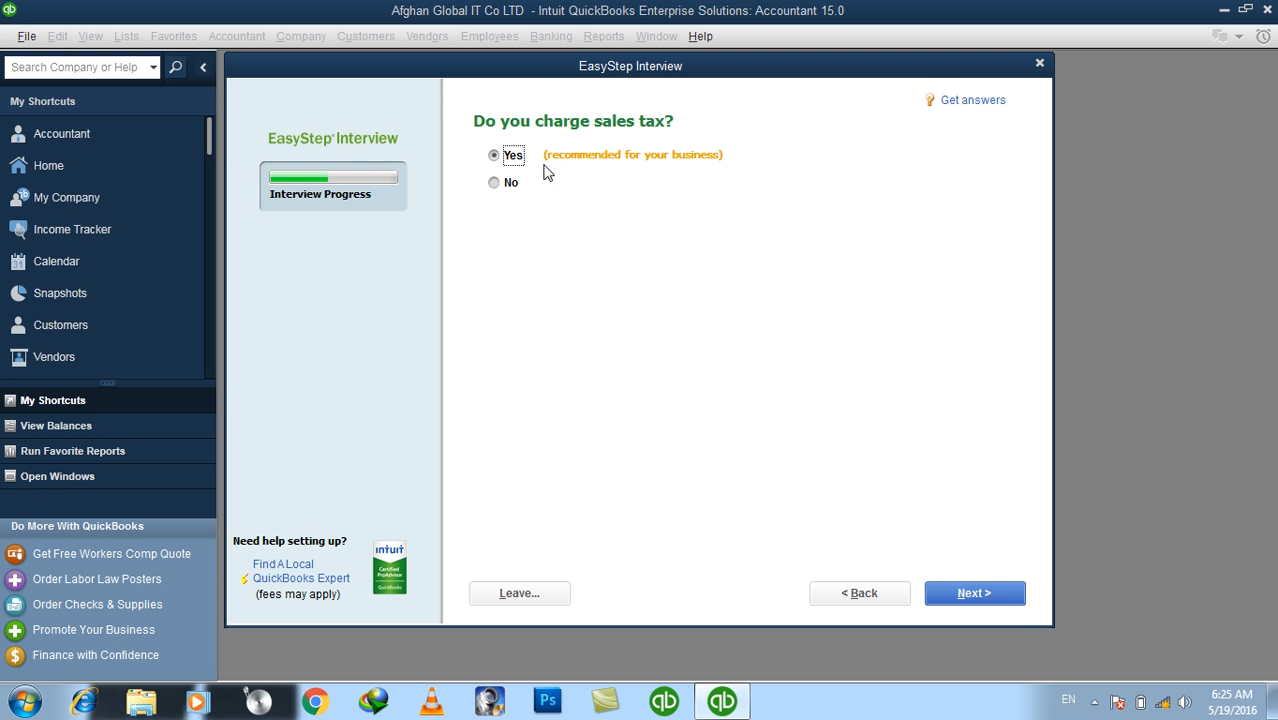 Afghan Global IT Co LTD - Intuit QuickBooks Enterprise Solutions: Accountant 15.0
File Edit View Lists Favorites Accountant Company Customers Vendors Employees Banking Reports Window Help
Search Company or Help
My Shortcuts
Accountant
Home
My Company
Income Tracker
Calendar
Snapshots
Customers
Vendors
My Shortcuts
View Balances
Run Favorite Reports
Open Windows
Do More With QuickBooks
Get Free Workers Comp Quote
Order Labor Law Posters
Order Checks & Supplies
Promote Your Business
Finance with Confidence
EasyStep Interview
EasyStep Interview
Interview Progress
Need help setting up?
Find A Local
QuickBooks Expert
(fees may apply)
intuit
Certified
ProAdvisor
QuickBooks
Get answers
Do you charge sales tax?
Yes (recommended for your business)
No
Leave...
< Back
Next >
Ps
qb
qb
EN
6:25 AM
5/19/2016